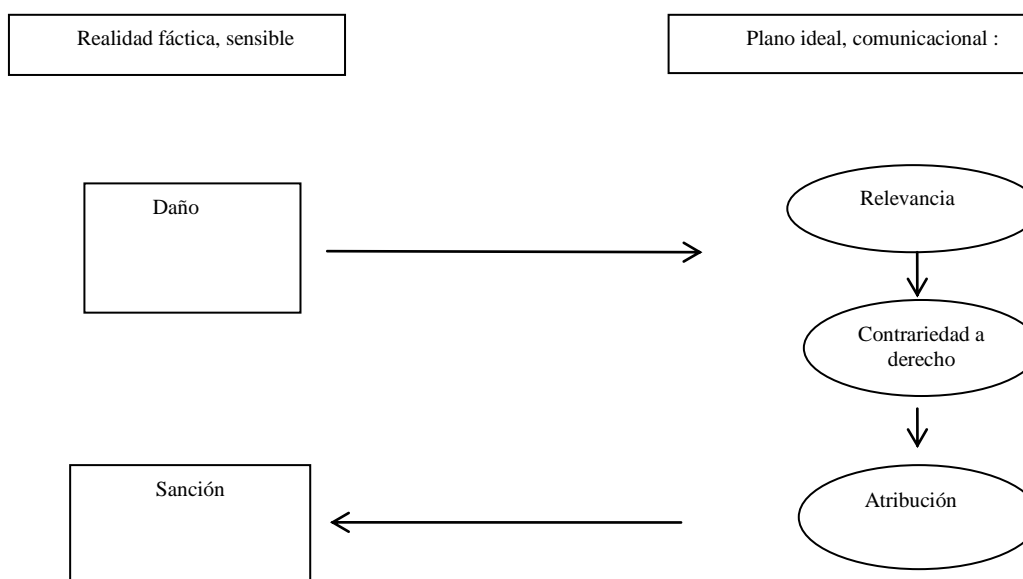 Realidad fáctica, sensible
Plano ideal, comunicacional :
Daño
Relevancia
Contrariedad a
derecho
Sanción
Atribución